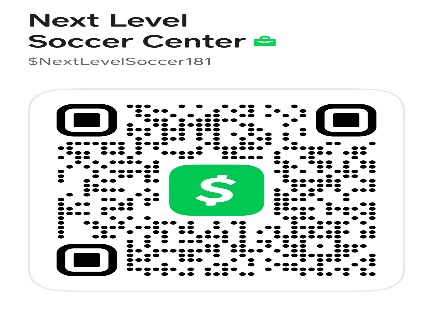 Next Level
Soccer Center
$NextLevelSoccer181
$